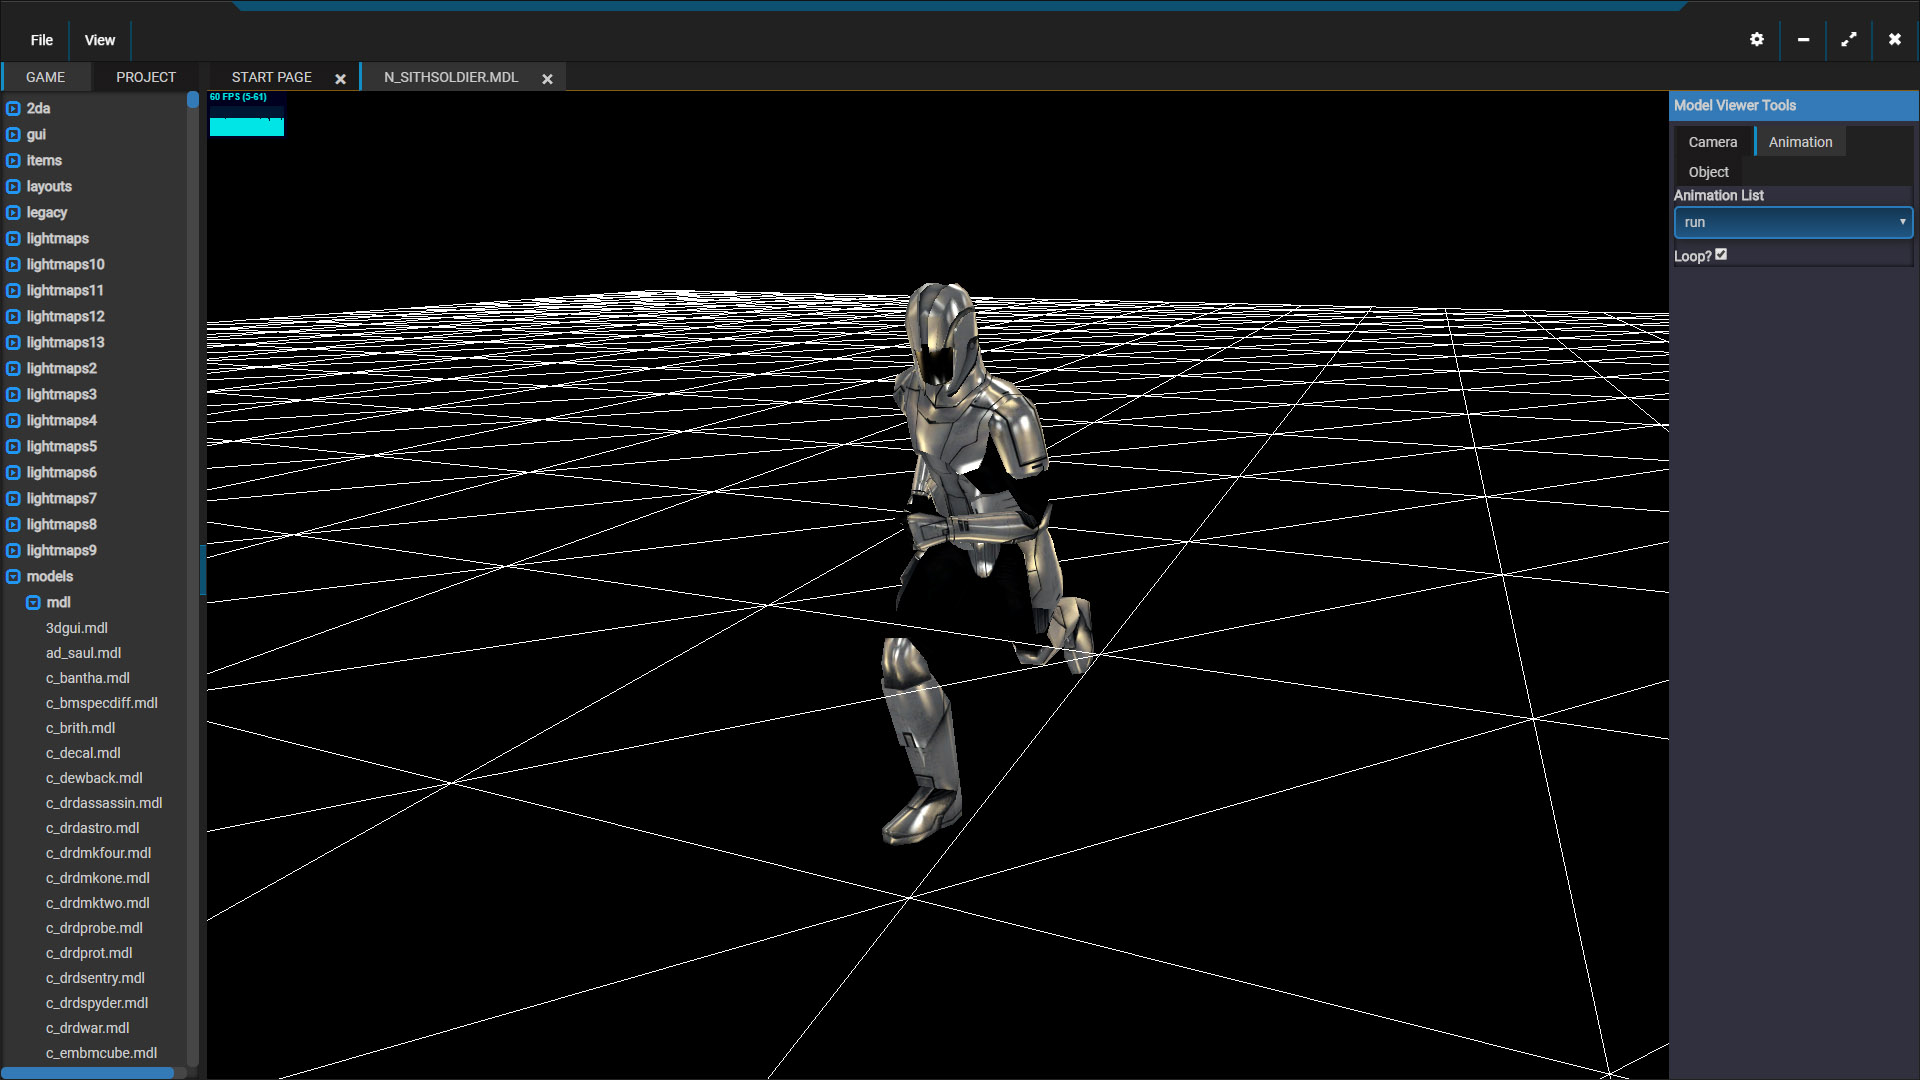 File
View
GAME
PROJECT
START PAGE
N_SITHSOLDIER.MDL
2da
gui
items
layouts
legacy
lightmaps
lightmaps10
lightmaps11
lightmaps12
lightmaps13
lightmaps2
lightmaps3
lightmaps4
lightmaps5
lightmaps6
lightmaps7
lightmaps8
lightmaps9
models
mdl
3dgui.mdl
ad_saul.mdl
c_bantha.mdl
c_bmspecdiff.mdl
c_brith.mdl
c_decal.mdl
c_dewback.mdl
c_drdassassin.mdl
c_drdastro.mdl
c_drdmkfour.mdl
c_drdmkone.mdl
c_drdmktwo.mdl
c_drdprobe.mdl
c_drdprot.mdl
c_drdsentry.mdl
c_drdspyder.mdl
c_drdwar.mdl
c_embmcube.mdl
60 FPS (5-61)
Model Viewer Tools
Camera
Animation
Object
Animation List
run
Loop?